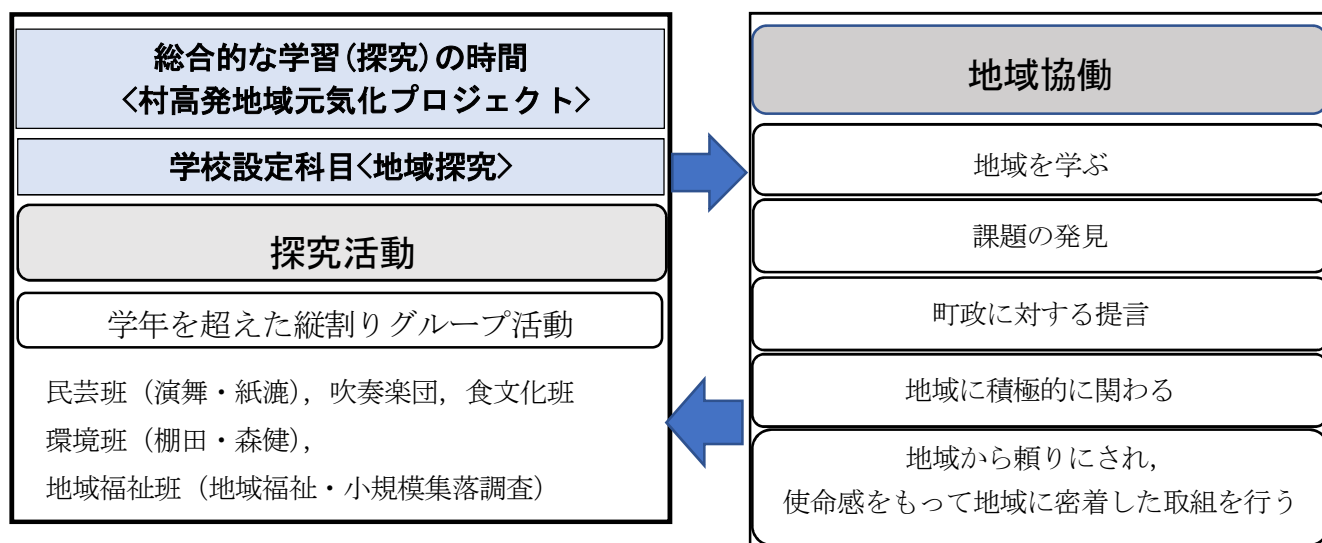 総合的な学習(探究)の時間
<村高発地域元気化プロジェクト>
学校設定科目<地域探究>
探究活動
学年を超えた縦割りグループ活動
民芸班（演舞・紙漉），吹奏楽団，食文化班
環境班（棚田・森健），
地域福祉班（地域福祉・小規模集落調査）
地域協働
地域を学ぶ
課題の発見
町政に対する提言
地域に積極的に関わる
地域から頼りにされ，
使命感をもって地域に密着した取組を行う